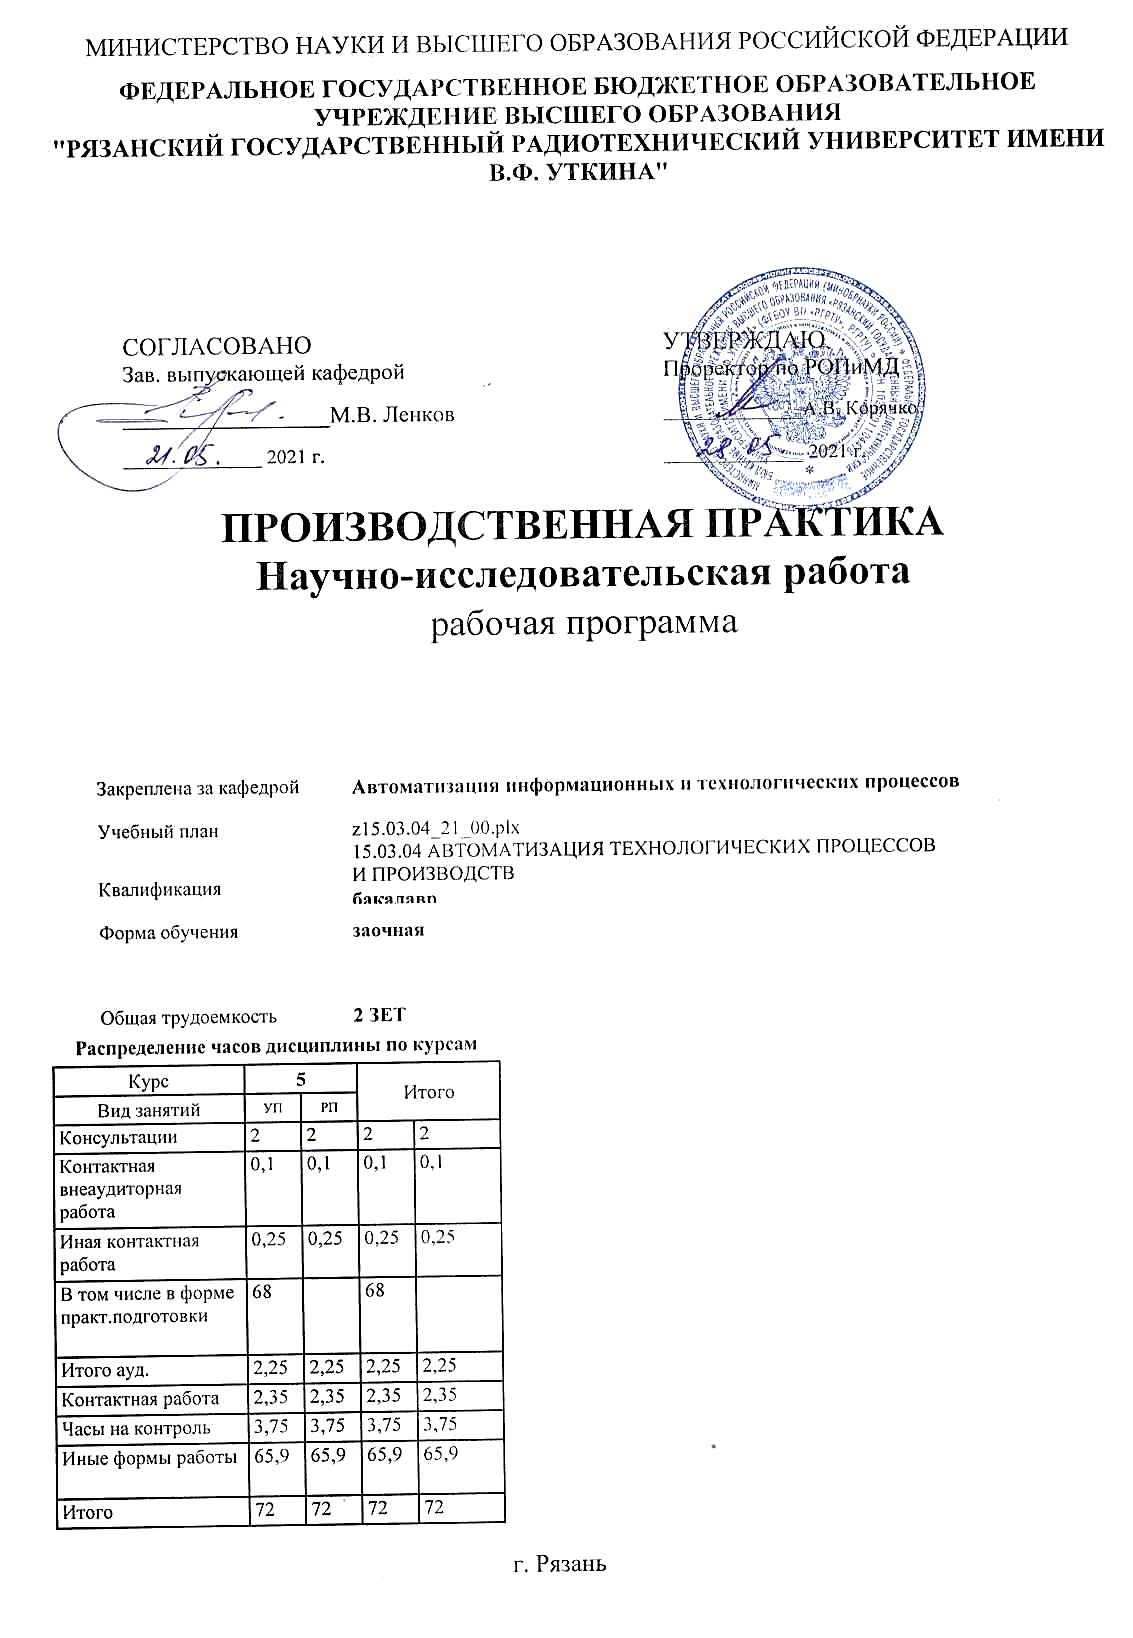 МИНИСТЕРСТВО НАУКИ И ВЫСШЕГО ОБРАЗОВАНИЯ РОССИЙСКОЙ ФЕДЕРАЦИИ
ФЕДЕРАЛЬНОЕ ГОСУДАРСТВЕННОЕ БЮДЖЕТНОЕ ОБРАЗОВАТЕЛЬНОЕ
УЧРЕЖДЕНИЕ ВЫСШЕГО ОБРАЗОВАНИЯ
"РЯЗАНСКИЙ ГОСУДАРСТВЕННЫЙ РАДИОТЕХНИЧЕСКИЙ УНИВЕРСИТЕТ ИМЕНИ
В.Ф. УТКИНА"
СОГЛАСОВАНО
Зав. выпускающей кафедрой
М.В. Ленков
21.05. 2021 г.
УТВЕРЖДАЮ
Проректор по РОПиМД
А.В. Корячко
28 05 2021 г.
ПРОИЗВОДСТВЕННАЯ ПРАКТИКА
Научно-исследовательская работа
рабочая программа
Закреплена за кафедрой Автоматизация информационных и технологических процессов
Учебный план z15.03.04_21_00.plx
15.03.04 АВТОМАТИЗАЦИЯ ТЕХНОЛОГИЧЕСКИХ ПРОЦЕССОВ
И ПРОИЗВОДСТВ
Квалификация бакалавр
Форма обучения заочная
Общая трудоемкость 2 ЗЕТ
Распределение часов дисциплины по курсам
Курс 5 Итого
Вид занятий УП РП
Консультации 2 2 2 2
Контактная внеаудиторная работа 0,1 0,1 0,1 0,1
Иная контактная работа 0,25 0,25 0,25 0,25
В том числе в форме практ.подготовки 68 68
Итого ауд. 2,25 2,25 2,25 2,25
Контактная работа 2,35 2,35 2,35 2,35
Часы на контроль 3,75 3,75 3,75 3,75
Иные формы работы 65,9 65,9 65,9 65,9
Итого 72 72 72 72
г. Рязань